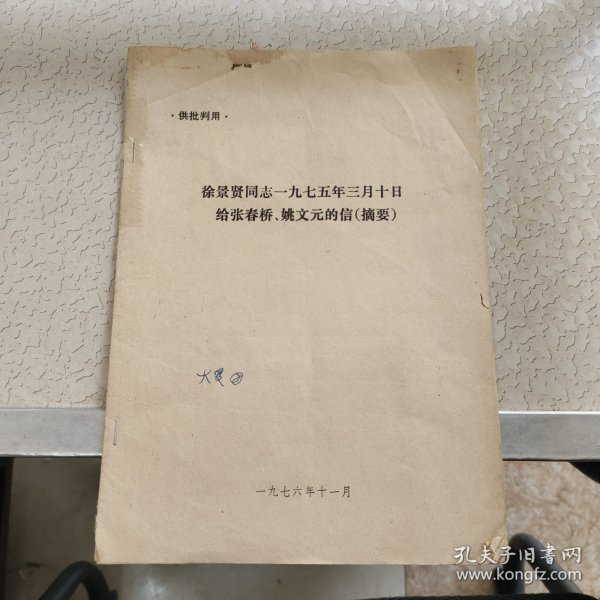 ·供批判用·
徐景贤同志一九七五年三月十日
给张春桥、姚文元的信(摘要)
一九七六年十一月
孔夫子旧书网
www.kongfz.com